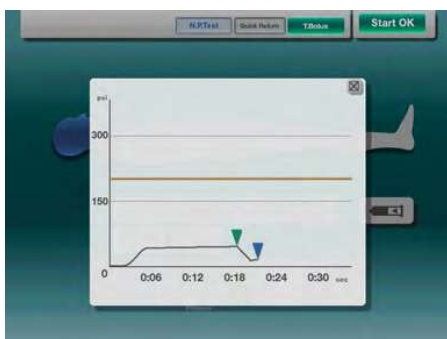 N.P.Test Quick Return T.Bolus Start OK
psi
300
150
0 0:06 0:12 0:18 0:24 0:30 sec